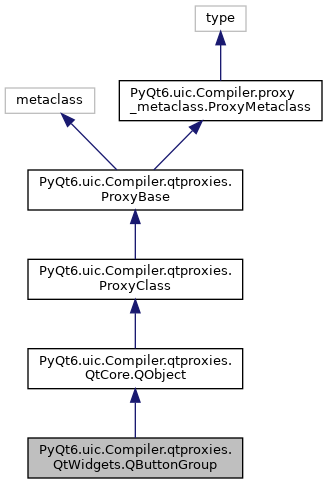 type
PyQt6.uic.Compiler.proxy
_metaclass.ProxyMetaclass
metaclass
PyQt6.uic.Compiler.qtproxies.
ProxyBase
PyQt6.uic.Compiler.qtproxies.
ProxyClass
PyQt6.uic.Compiler.qtproxies.
QtCore.QObject
PyQt6.uic.Compiler.qtproxies.
QtWidgets.QButtonGroup